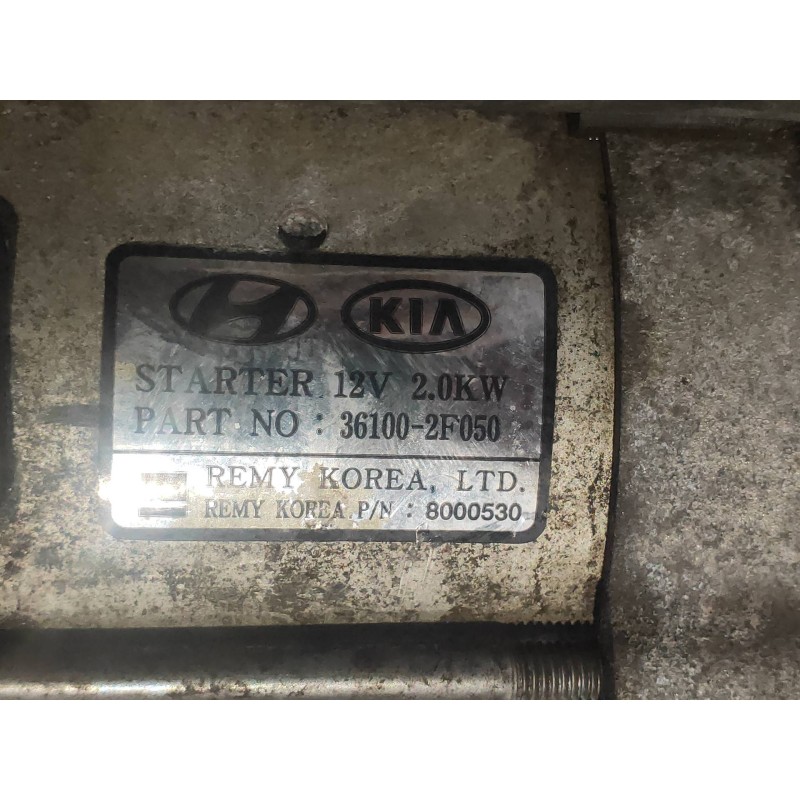 KIA
STARTER 12V 2.0KW
PART NO : 36100-2F050
REMY KOREA, LTD.
REMY KOREA P/N : 8000530